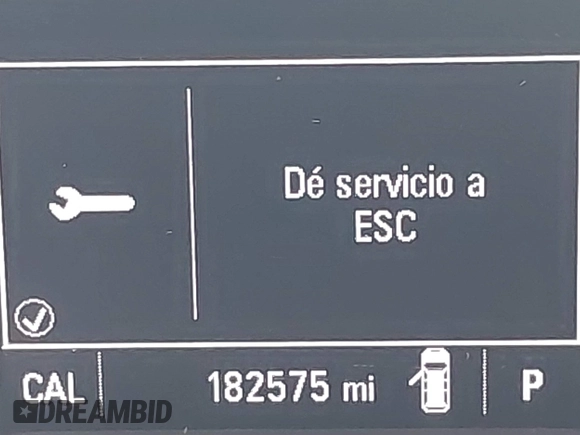 Dé servicio a
ESC
CAL 182575 mi P
DREAMBID